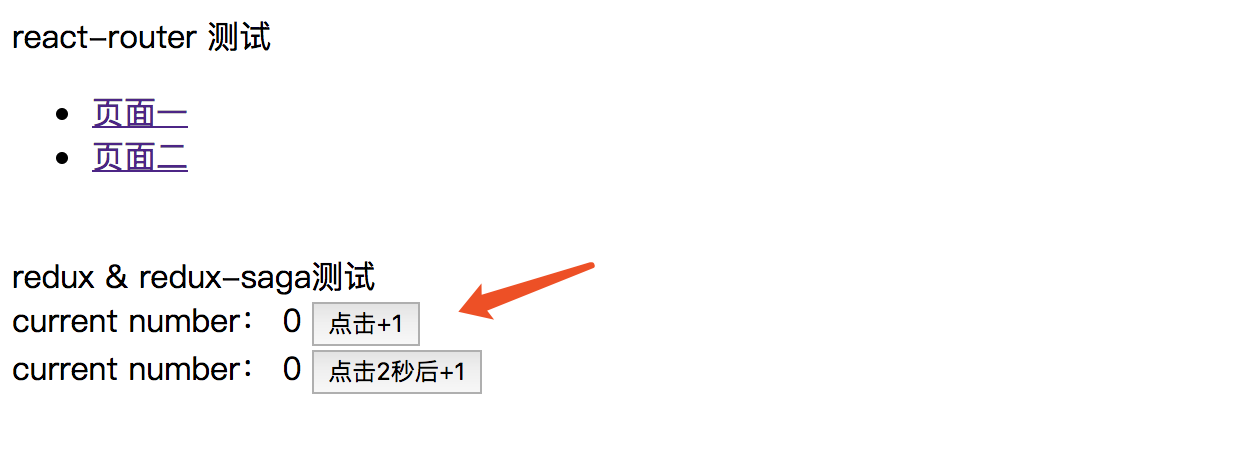 react-router 测试
页面一
页面二
redux & redux-saga测试
current number： 0 点击+1
current number： 0 点击2秒后+1